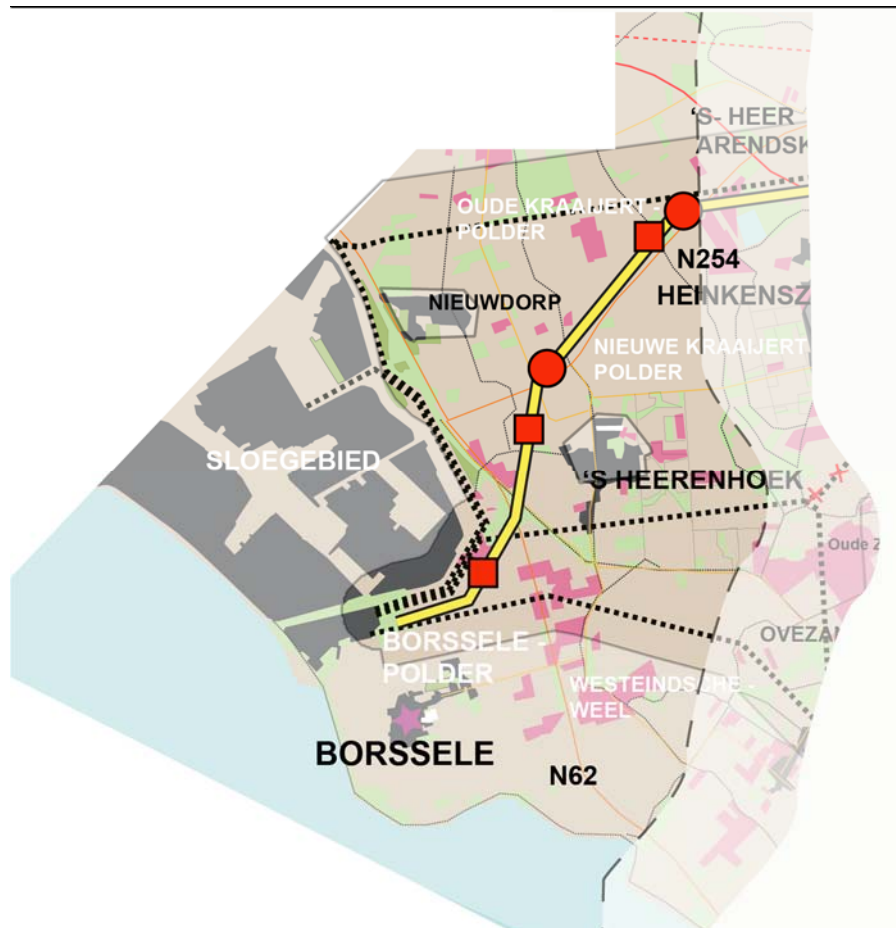 'S- HEER
ARENDSK
OUDE KRAAIJERT -
POLDER
N254
HEINKENSZ
NIEUWDORP
NIEUWE KRAAIJERT
POLDER
SLOEGEBIED
'S HEERENHOEK
Oude Z
OVEZAN
BORSSELE -
POLDER
WESTEINDSCHE -
WEEL
BORSSELE
N62